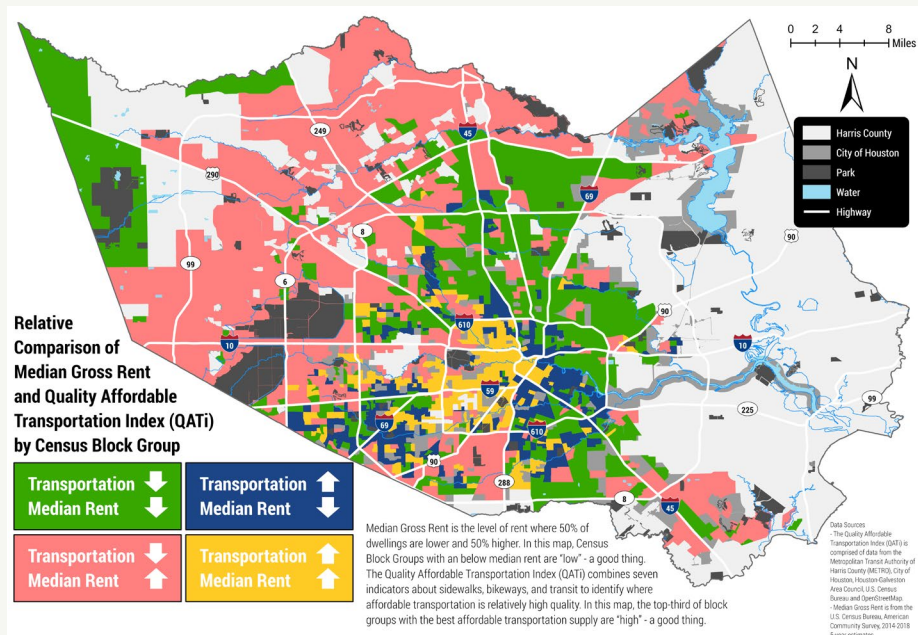 0 2 4 8
Miles
N
Harris County
City of Houston
Park
Water
Highway
249
45
290
69
8
99
6
90
90
610
10
10
59
99
225
69
610
90
288
8
45
Relative
Comparison of
Median Gross Rent
and Quality Affordable
Transportation Index (QATi)
by Census Block Group
Transportation
Median Rent
Transportation
Median Rent
Transportation
Median Rent
Transportation
Median Rent
Median Gross Rent is the level of rent where 50% of
dwellings are lower and 50% higher. In this map, Census
Block Groups with an below median rent are "low" - a good thing.
The Quality Affordable Transportation Index (QATi) combines seven
indicators about sidewalks, bikeways, and transit to identify where
affordable transportation is relatively high quality. In this map, the top-third of block
groups with the best affordable transportation supply are "high" - a good thing.
Data Sources
- The Quality Affordable
Transportation Index (QATi) is
comprised of data from the
Metropolitan Transit Authority of
Harris County (METRO), City of
Houston, Houston-Galveston
Area Council, U.S. Census
Bureau and OpenStreetMap.
- Median Gross Rent is from the
U.S. Census Bureau, American
Community Survey, 2014-2018